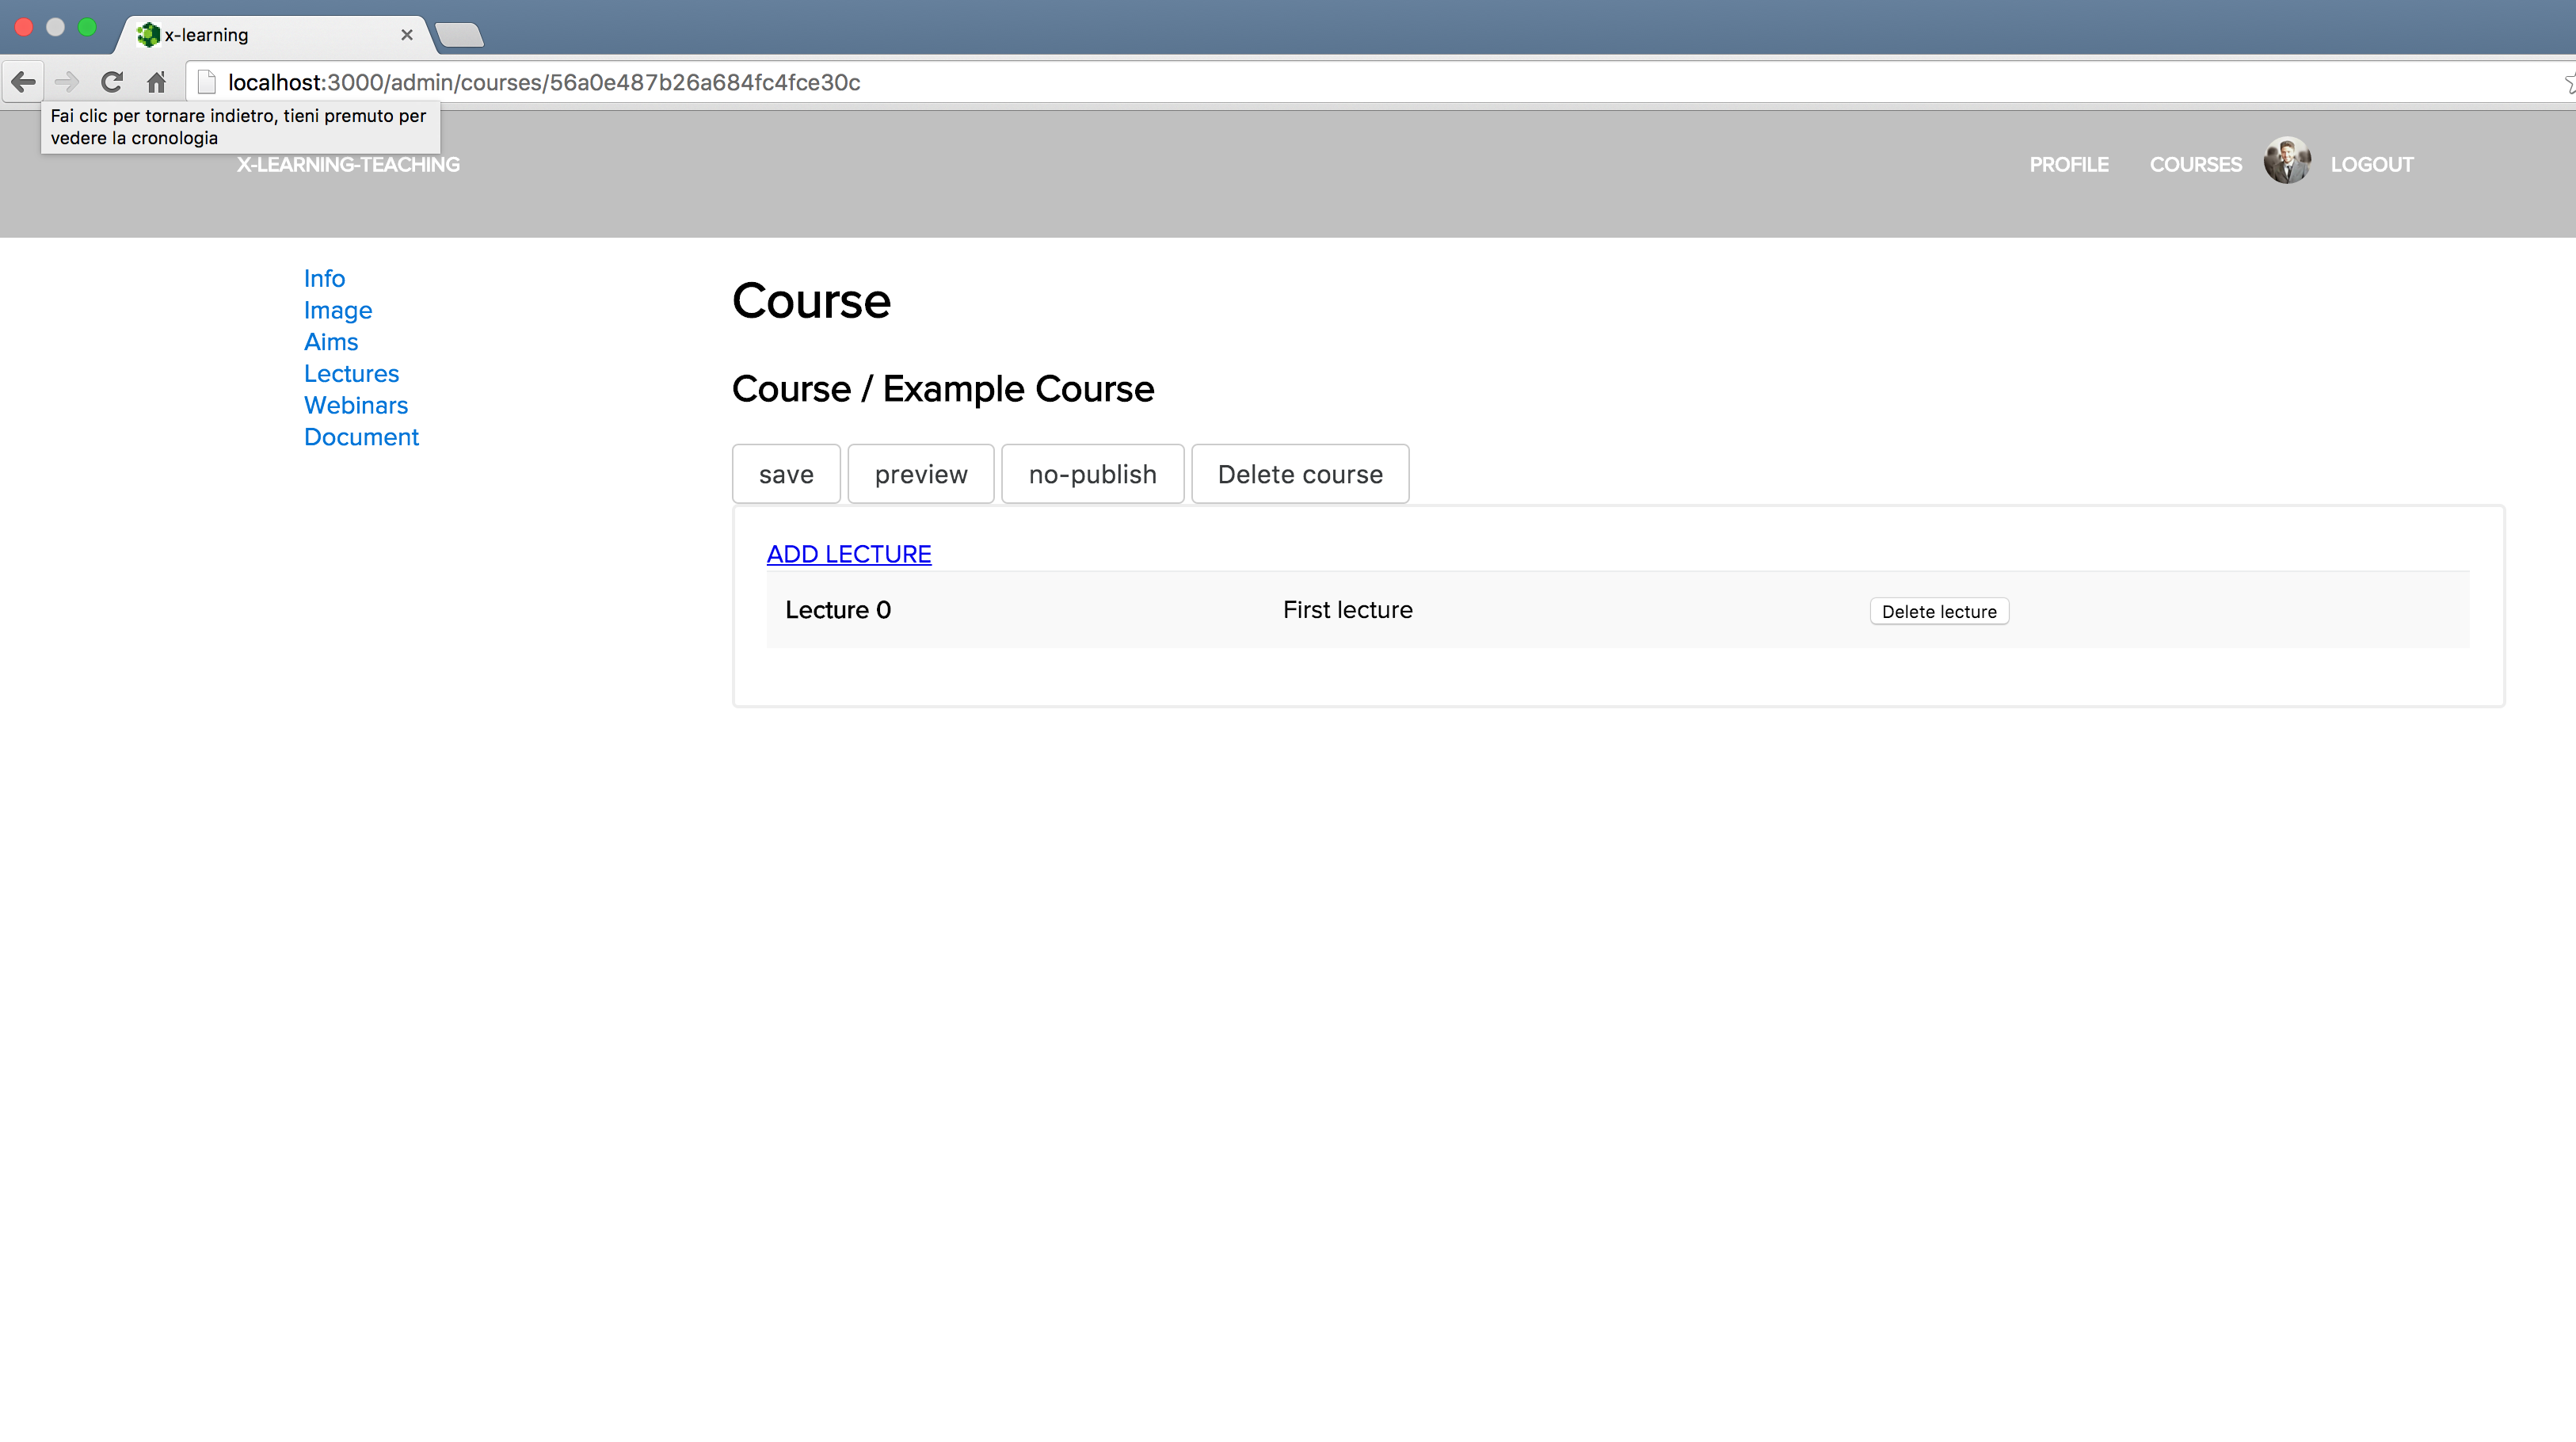 x-learning
localhost:3000/admin/courses/56a0e487b26a684fc4fce30c
Fai clic per tornare indietro, tieni premuto per
vedere la cronologia
X-LEARNING-TEACHING
PROFILE COURSES LOGOUT
Info
Image
Aims
Lectures
Webinars
Document
Course
Course / Example Course
save preview no-publish Delete course
ADD LECTURE
Lecture 0 First lecture Delete lecture